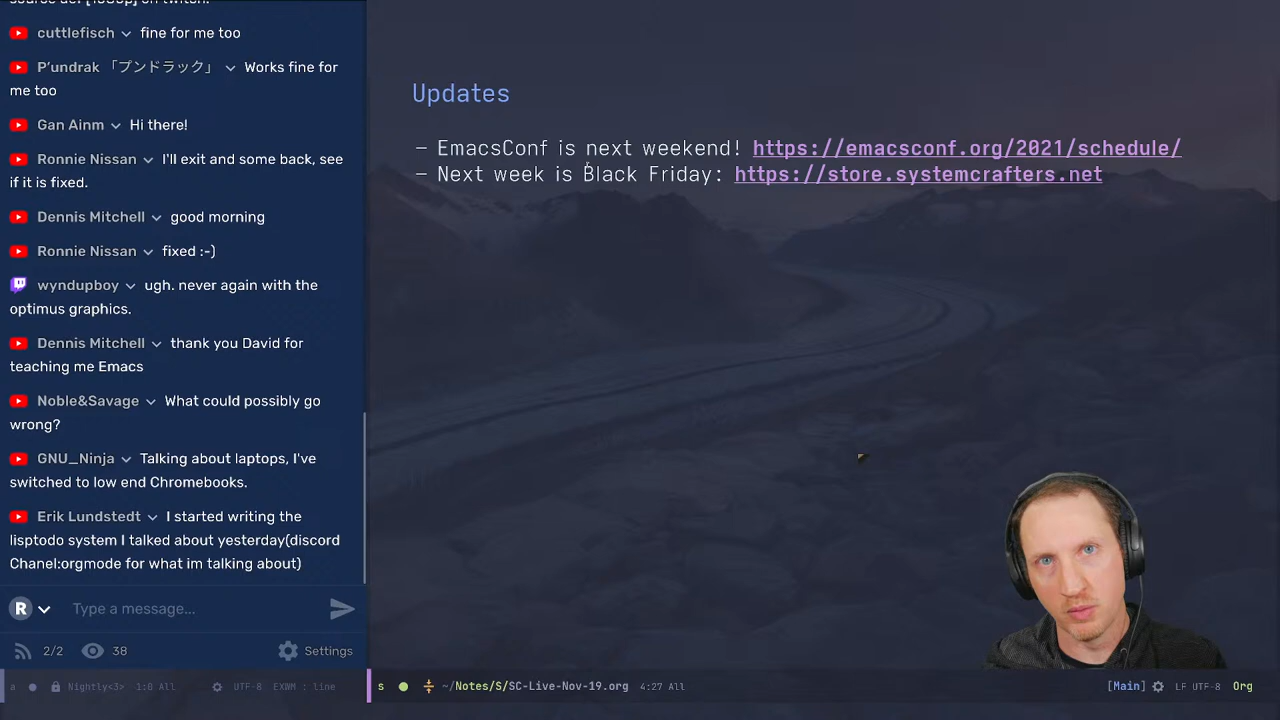 cuttlefisch fine for me too
P'undrak 「プンドラック」 Works fine for
me too
Gan Ainm Hi there!
Ronnie Nissan I'll exit and some back, see
if it is fixed.
Dennis Mitchell good morning
Ronnie Nissan fixed :-)
wyndupboy ugh. never again with the
optimus graphics.
Dennis Mitchell thank you David for
teaching me Emacs
Noble&Savage What could possibly go
wrong?
GNU_Ninja Talking about laptops, I've
switched to low end Chromebooks.
Erik Lundstedt I started writing the
lisptodo system I talked about yesterday(discord
Chanel:orgmode for what im talking about)
R Type a message...
2/2 38 Settings
a Nightly<3> 1:0 All UTF-8 EXWM : line
Updates
- EmacsConf is next weekend! https://emacsconf.org/2021/schedule/
- Next week is Black Friday: https://store.systemcrafters.net
s ~/Notes/S/SC-Live-Nov-19.org 4:27 All [Main] LF UTF-8 Org